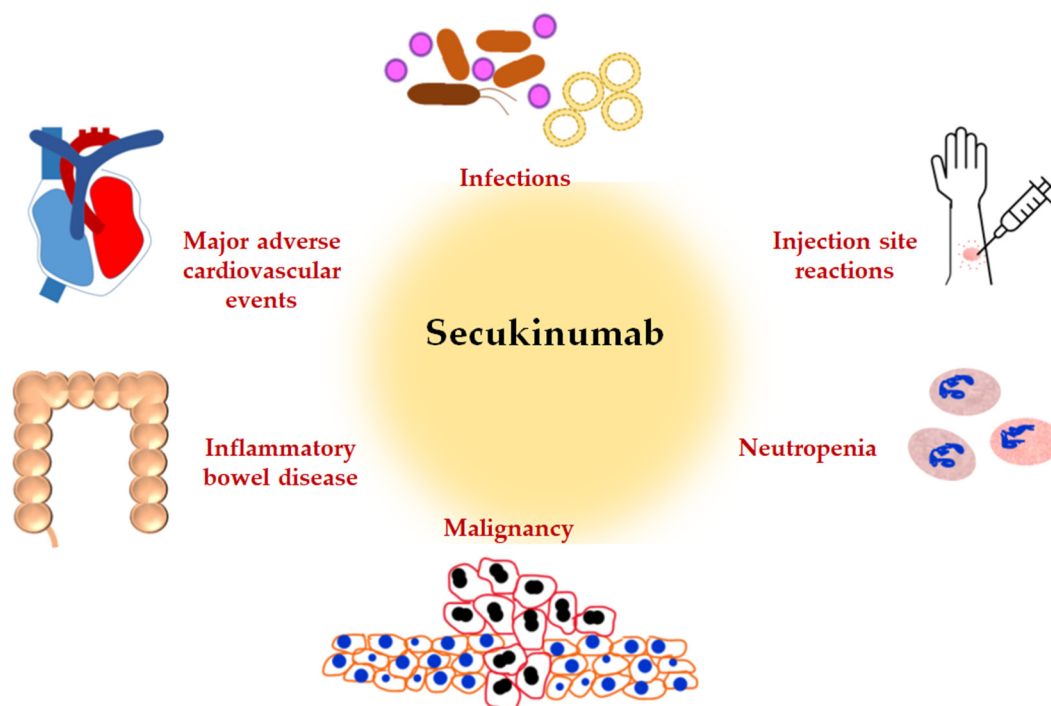 Infections
Major adverse
cardiovascular
events
Injection site
reactions
Secukinumab
Inflammatory
bowel disease
Neutropenia
Malignancy